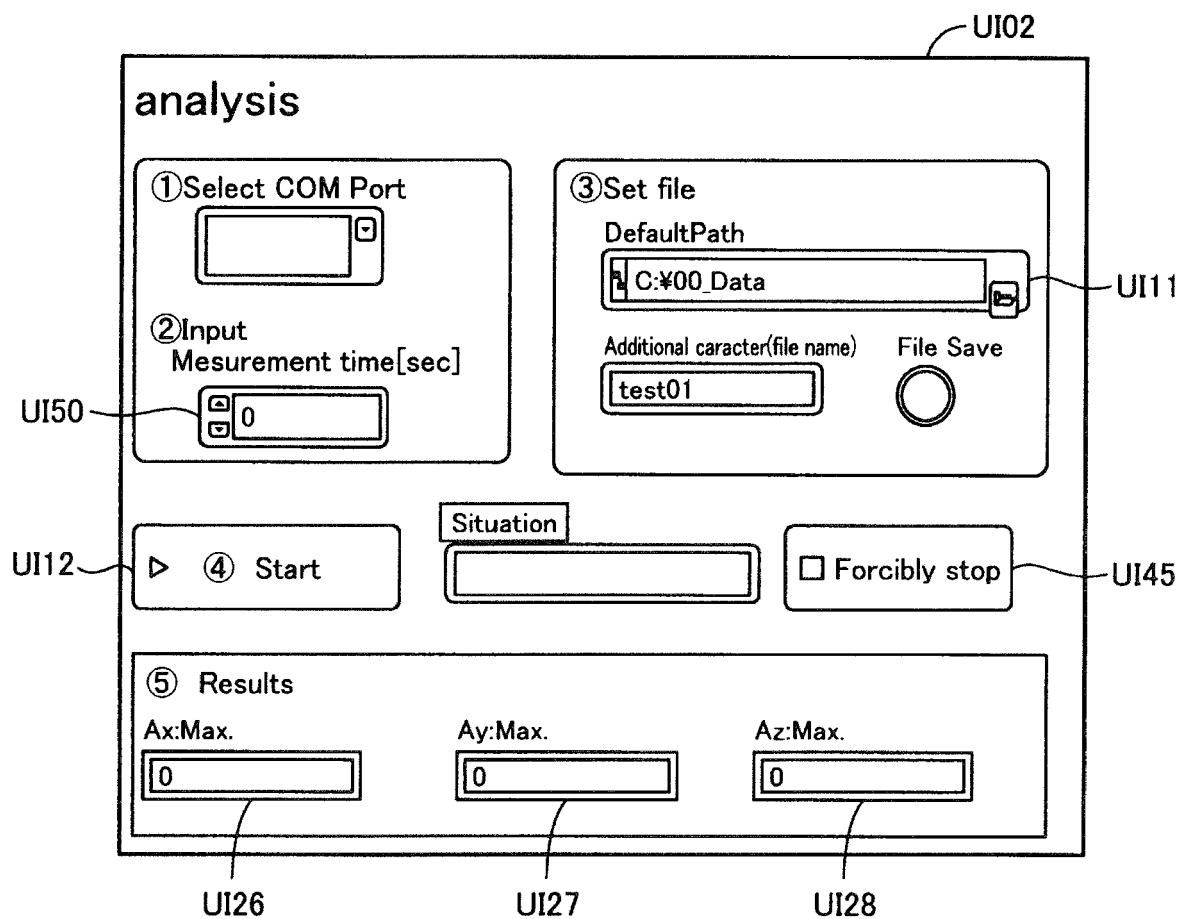 UI02
analysis
①Select COM Port
②Input
Mesurement time[sec]
UI50
0
③Set file
DefaultPath
C:¥00_Data
UI11
Additional caracter(file name)
File Save
test01
UI12
④ Start
Situation
Forcibly stop
UI45
⑤ Results
Ax:Max.
Ay:Max.
Az:Max.
0
0
0
UI26
UI27
UI28